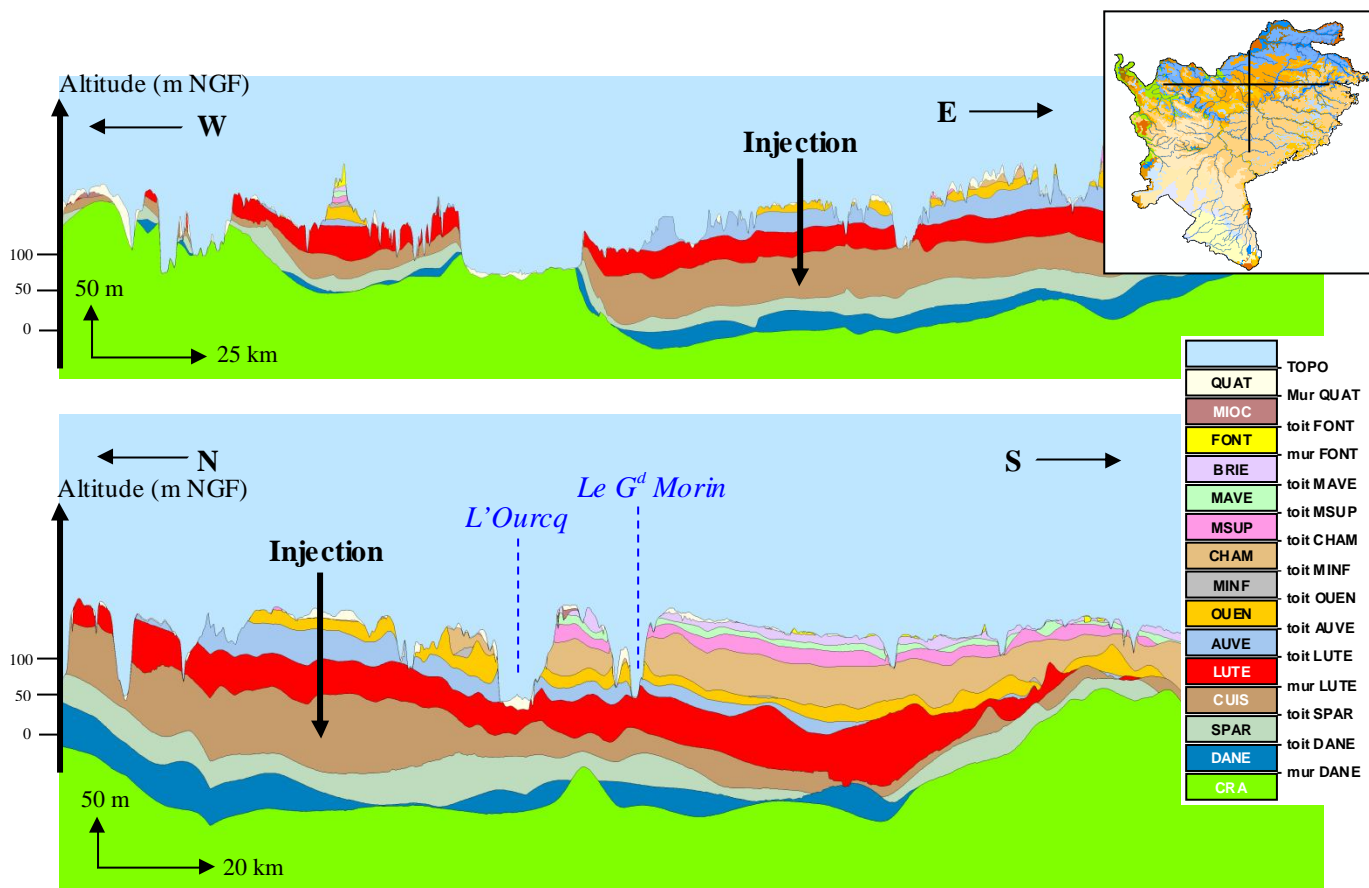 Altitude (m NGF)
W
E
Injection
100
50
0
50 m
25 km
N
S
Altitude (m NGF)
Le Gd Morin
L'Ourcq
Injection
100
50
0
50 m
20 km
TOPO
QUAT
Mur QUAT
MIOC
toit FONT
FONT
mur FONT
BRIE
toit MAVE
MAVE
toit MSUP
MSUP
toit CHAM
CHAM
toit MINF
MINF
toit OUEN
OUEN
toit AUVE
AUVE
toit LUTE
LUTE
mur LUTE
CUIS
toit SPAR
SPAR
toit DANE
DANE
mur DANE
CRA